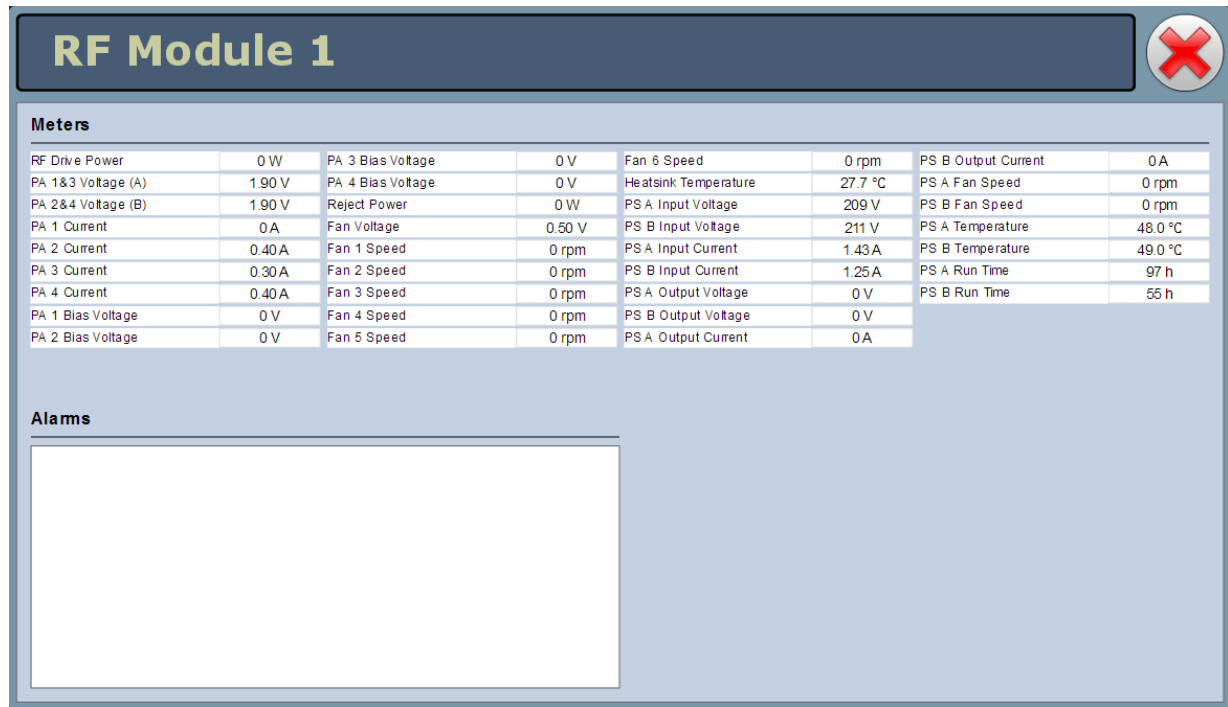 RF Module 1
Meters
RF Drive Power 0 W PA 3 Bias Voltage 0 V Fan 6 Speed 0 rpm PS B Output Current 0 A
PA 1&3 Voltage (A) 1.90 V PA 4 Bias Voltage 0 V Heatsink Temperature 27.7 °C PS A Fan Speed 0 rpm
PA 2&4 Voltage (B) 1.90 V Reject Power 0 W PS A Input Voltage 209 V PS B Fan Speed 0 rpm
PA 1 Current 0 A Fan Voltage 0.50 V PS B Input Voltage 211 V PS A Temperature 48.0 °C
PA 2 Current 0.40 A Fan 1 Speed 0 rpm PS A Input Current 1.43 A PS B Temperature 49.0 °C
PA 3 Current 0.30 A Fan 2 Speed 0 rpm PS B Input Current 1.25 A PS A Run Time 97 h
PA 4 Current 0.40 A Fan 3 Speed 0 rpm PS A Output Voltage 0 V PS B Run Time 55 h
PA 1 Bias Voltage 0 V Fan 4 Speed 0 rpm PS B Output Voltage 0 V
PA 2 Bias Voltage 0 V Fan 5 Speed 0 rpm PS A Output Current 0 A
Alarms